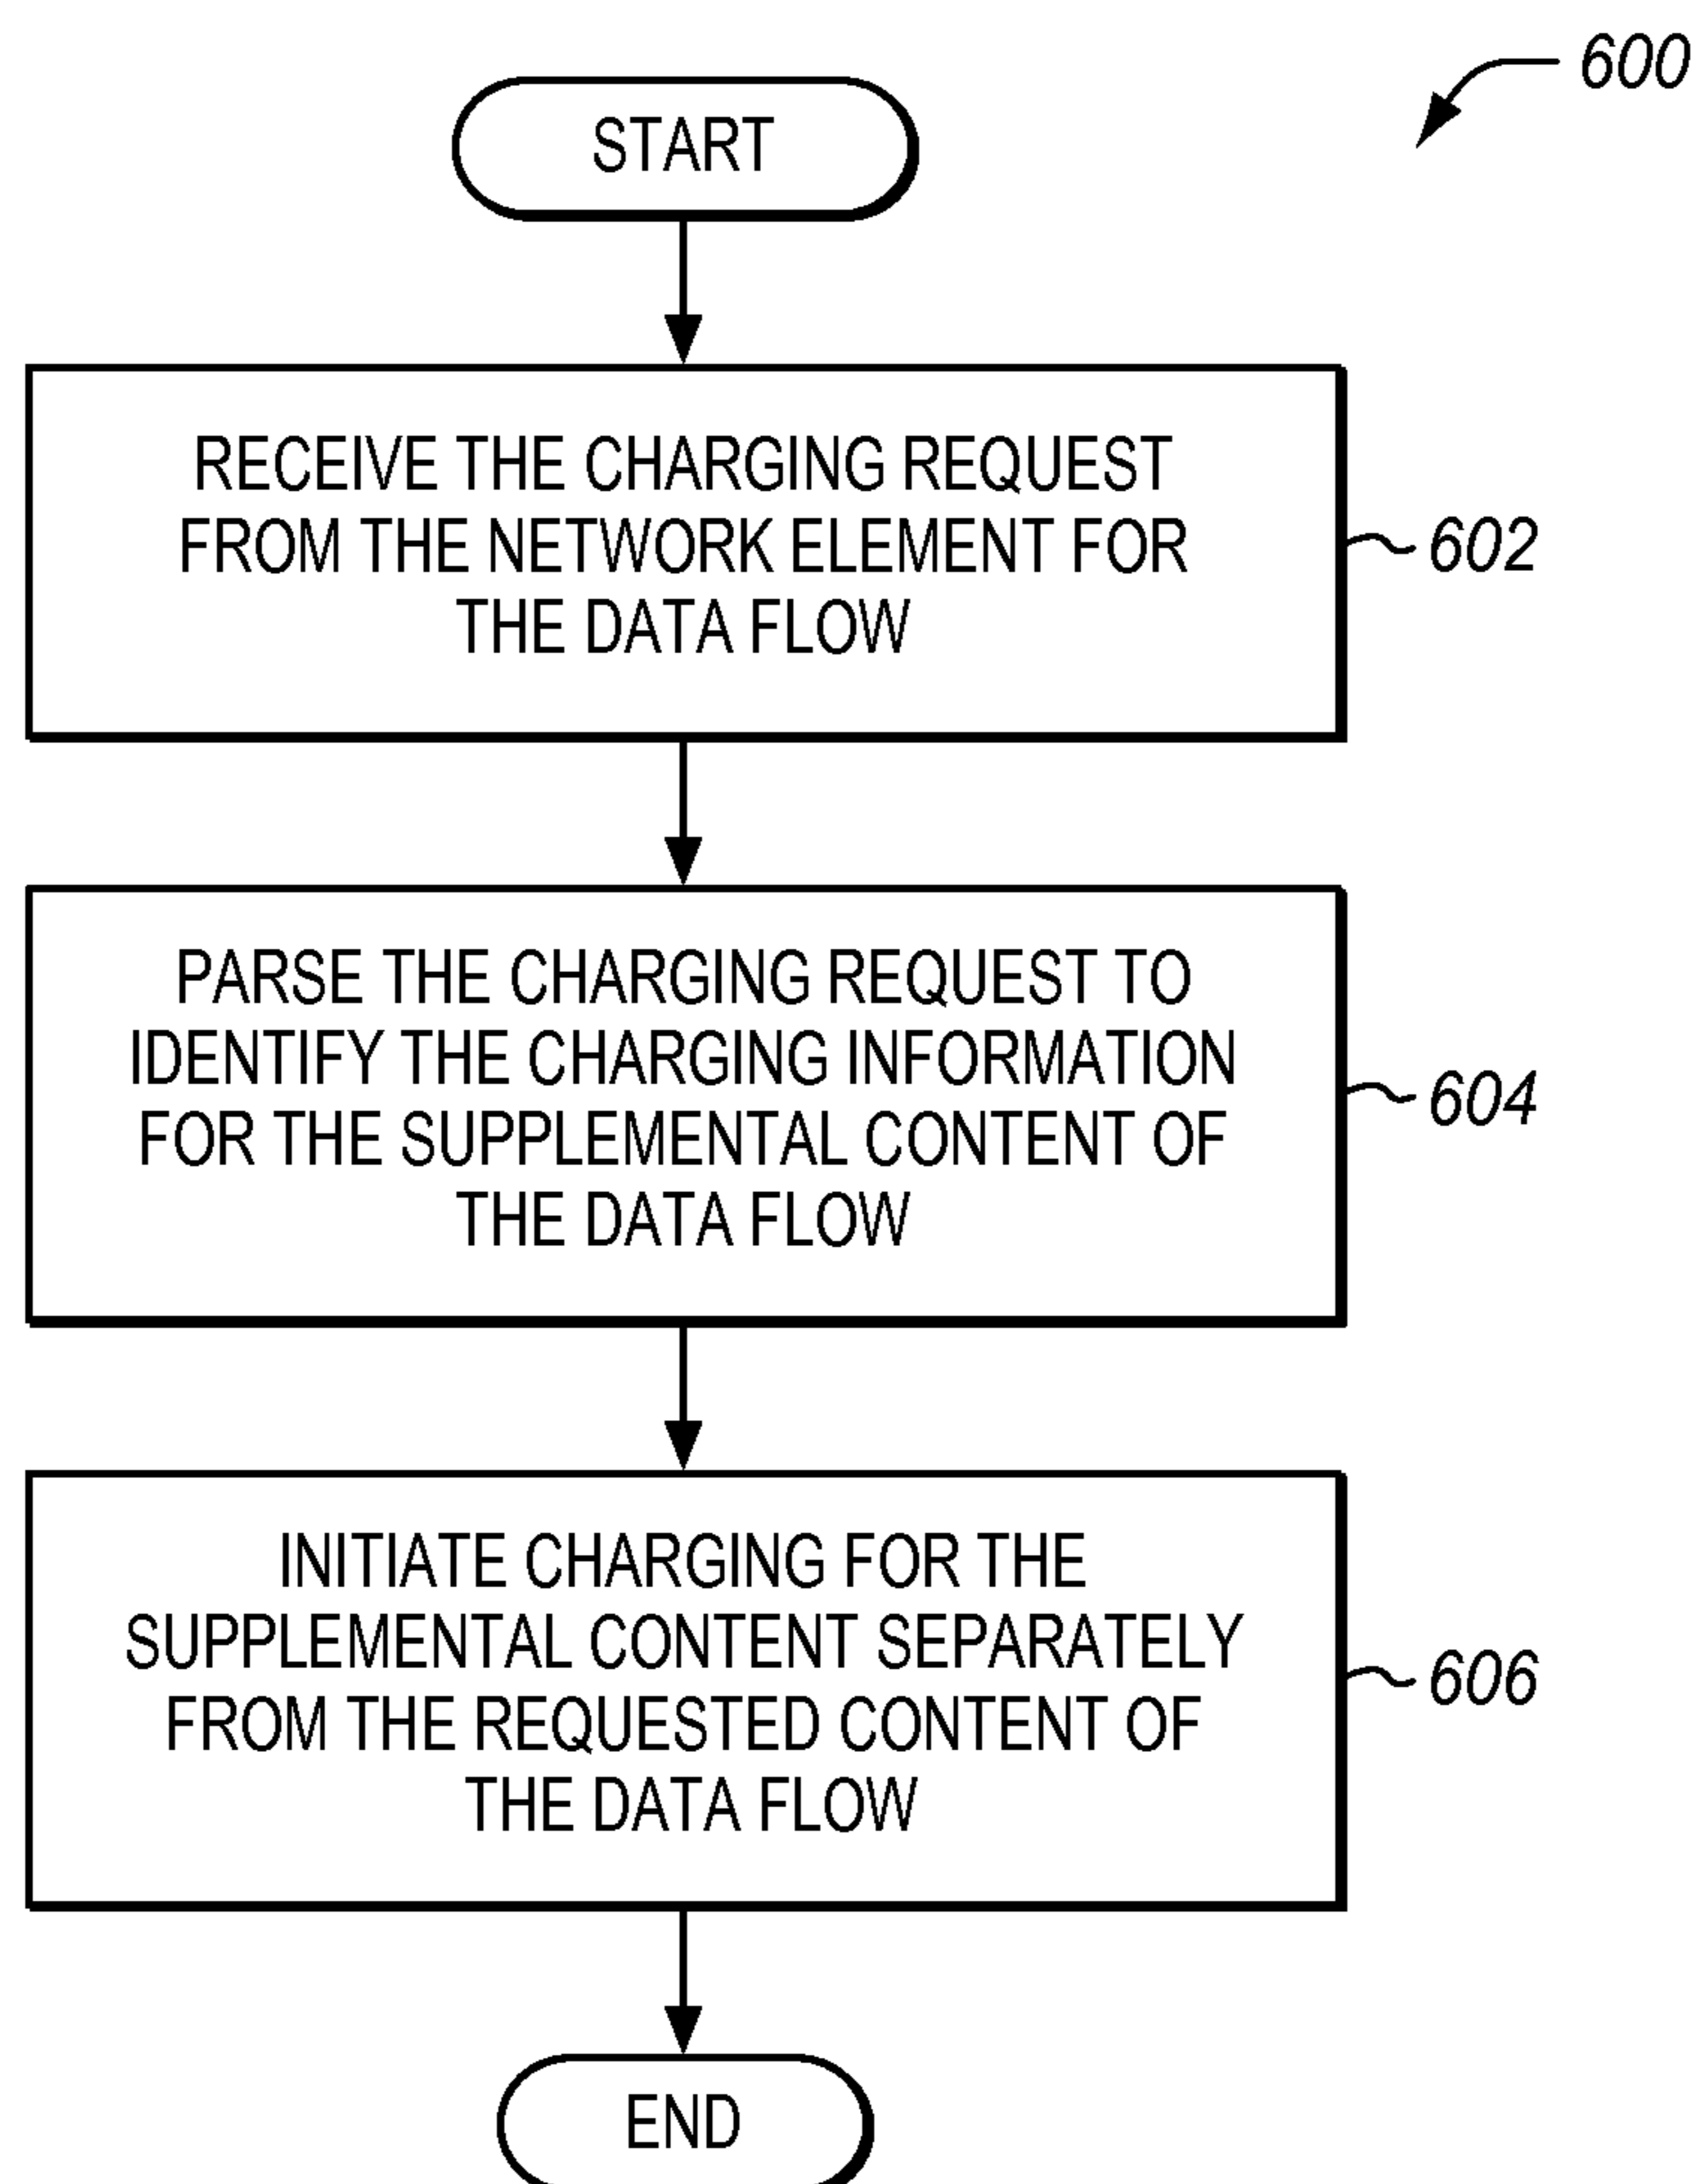 600
START
RECEIVE THE CHARGING REQUEST
FROM THE NETWORK ELEMENT FOR
THE DATA FLOW
602
PARSE THE CHARGING REQUEST TO
IDENTIFY THE CHARGING INFORMATION
FOR THE SUPPLEMENTAL CONTENT OF
THE DATA FLOW
604
INITIATE CHARGING FOR THE
SUPPLEMENTAL CONTENT SEPARATELY
FROM THE REQUESTED CONTENT OF
THE DATA FLOW
606
END